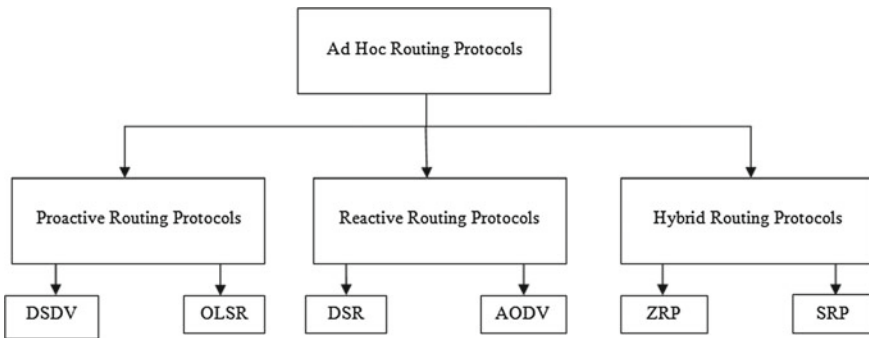 Ad Hoc Routing Protocols
Proactive Routing Protocols
Reactive Routing Protocols
Hybrid Routing Protocols
DSDV
OLSR
DSR
AODV
ZRP
SRP